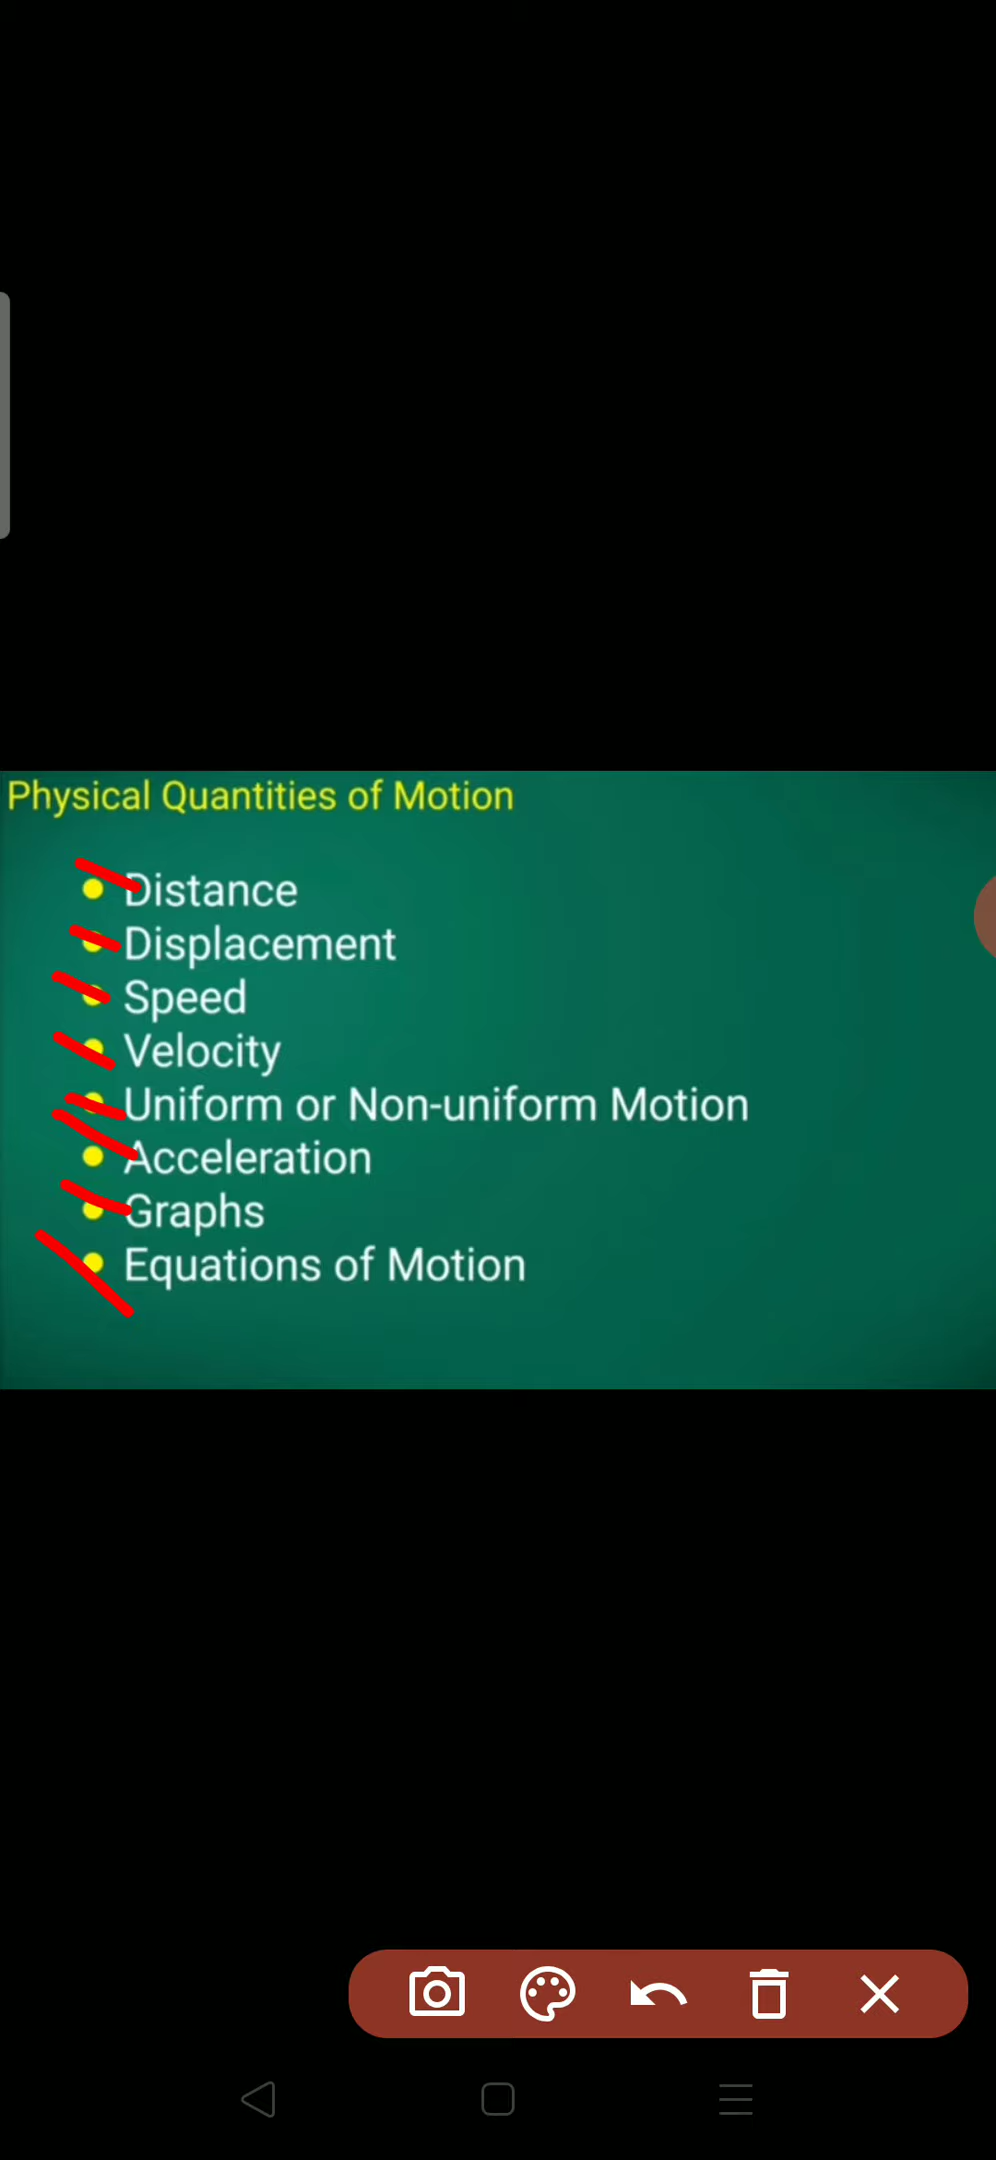 Physical Quantities of Motion
Distance
Displacement
Speed
Velocity
Uniform or Non-uniform Motion
Acceleration
Graphs
Equations of Motion